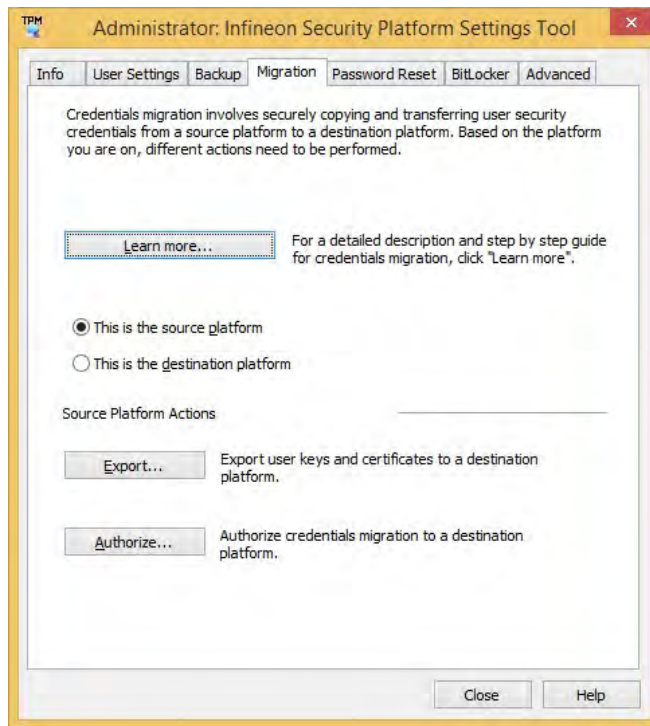 TPM
Administrator: Infineon Security Platform Settings Tool
Info User Settings Backup Migration Password Reset BitLocker Advanced
Credentials migration involves securely copying and transferring user security
credentials from a source platform to a destination platform. Based on the platform
you are on, different actions need to be performed.
Learn more...
For a detailed description and step by step guide
for credentials migration, click "Learn more".
This is the source platform
This is the destination platform
Source Platform Actions
Export...
Export user keys and certificates to a destination
platform.
Authorize...
Authorize credentials migration to a destination
platform.
Close Help